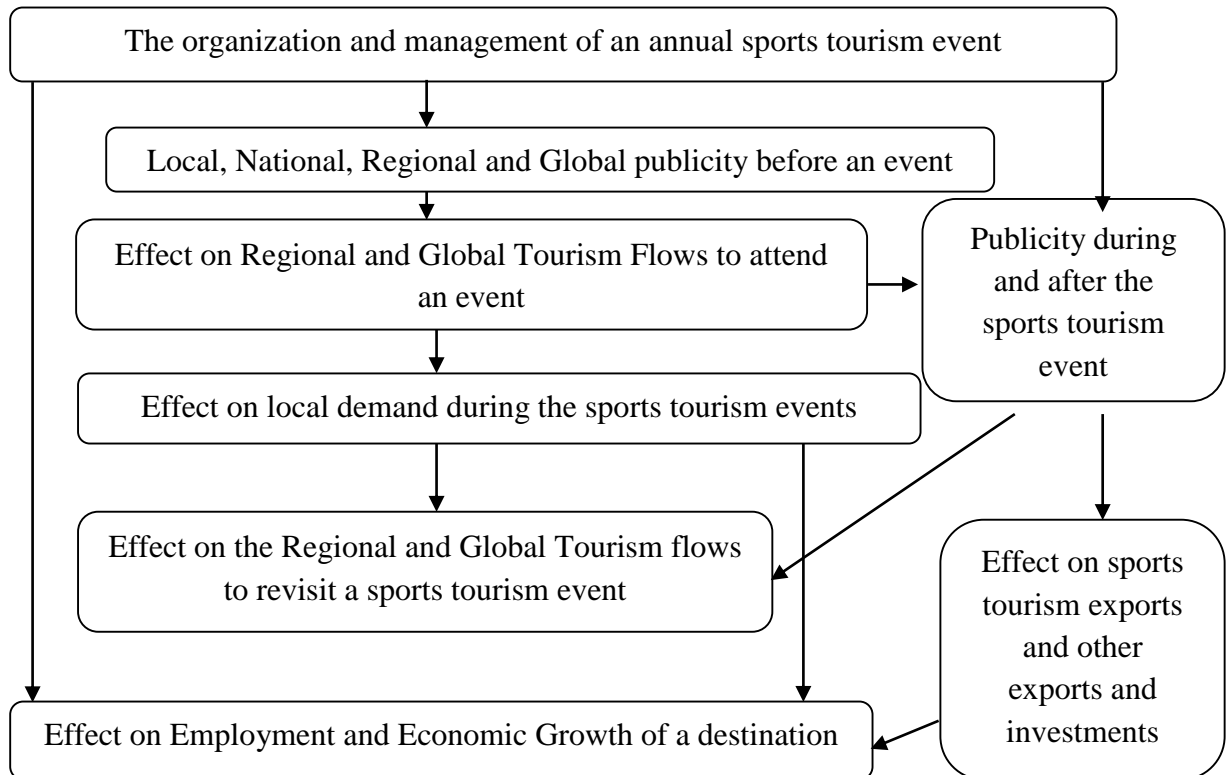 The organization and management of an annual sports tourism event
Local, National, Regional and Global publicity before an event
Effect on Regional and Global Tourism Flows to attend
an event
Publicity during
and after the
sports tourism
event
Effect on local demand during the sports tourism events
Effect on the Regional and Global Tourism flows
to revisit a sports tourism event
Effect on sports
tourism exports
and other
exports and
investments
Effect on Employment and Economic Growth of a destination